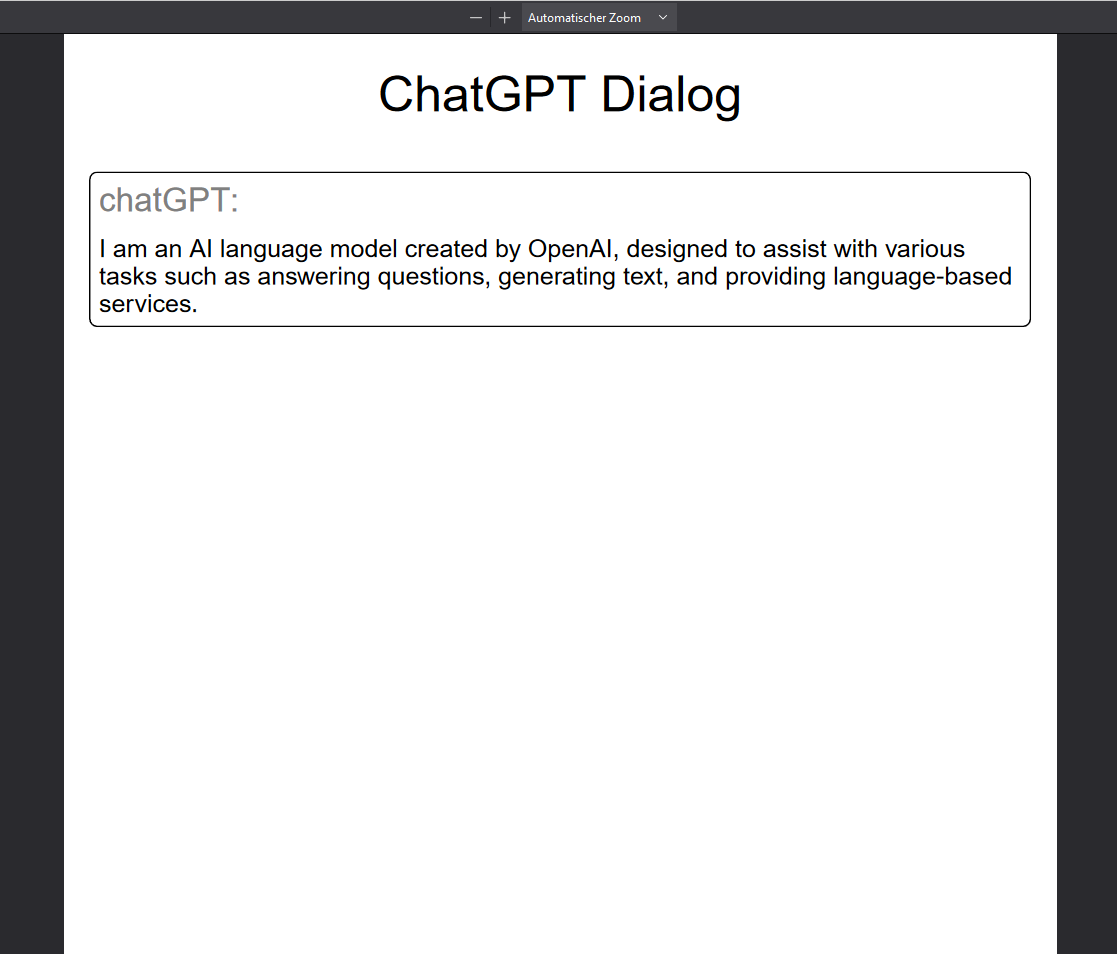 Automatischer Zoom
ChatGPT Dialog
chatGPT:
I am an AI language model created by OpenAI, designed to assist with various
tasks such as answering questions, generating text, and providing language-based
services.